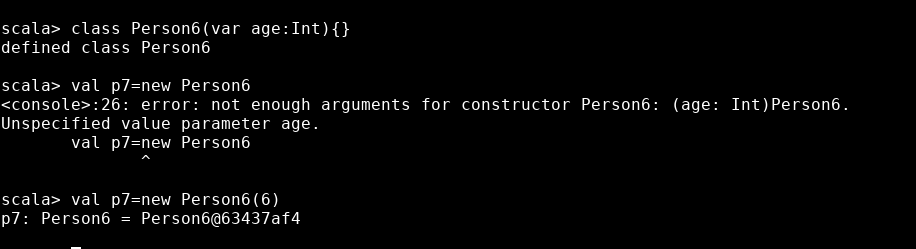 scala> class Person6(var age:Int){}
defined class Person6
scala> val p7=new Person6
<console>:26: error: not enough arguments for constructor Person6: (age: Int)Person6.
Unspecified value parameter age.
       val p7=new Person6
              ^
scala> val p7=new Person6(6)
p7: Person6 = Person6@63437af4